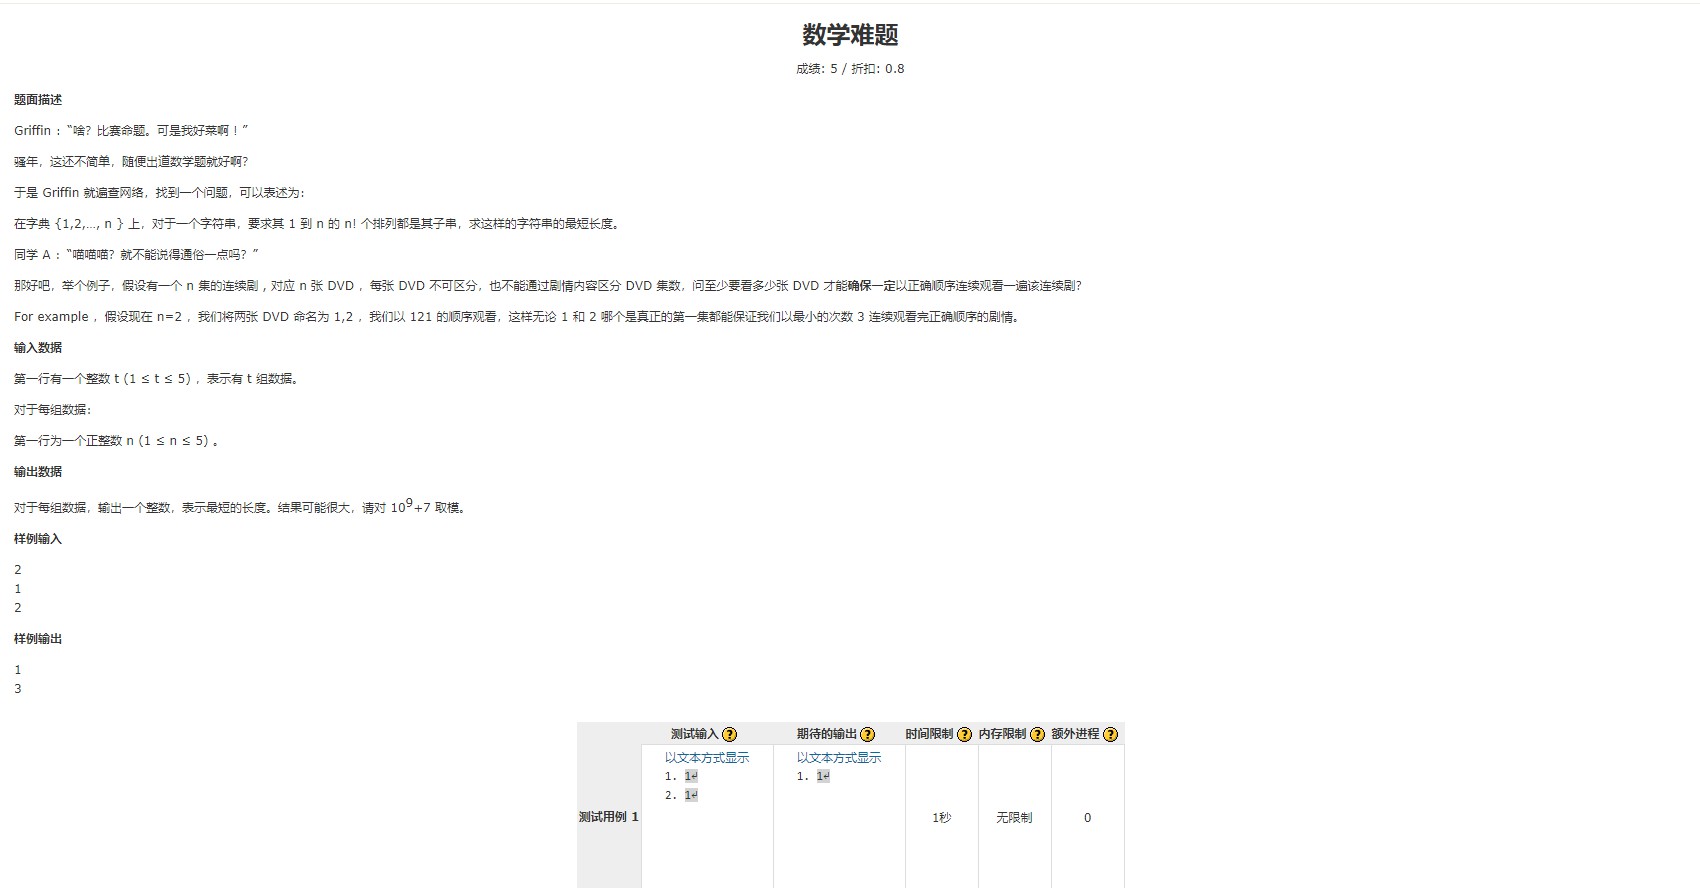 数学难题
成绩: 5 / 折扣: 0.8
题面描述
Griffin ：“啥？比赛命题。可是我好菜啊！”
骚年，这还不简单，随便出道数学题就好啊？
于是 Griffin 就遍查网络，找到一个问题，可以表述为：
在字典 {1,2,…, n } 上，对于一个字符串，要求其 1 到 n 的 n! 个排列都是其子串，求这样的字符串的最短长度。
同学 A ：“喵喵喵？就不能说得通俗一点吗？”
那好吧，举个例子，假设有一个 n 集的连续剧 , 对应 n 张 DVD ，每张 DVD 不可区分，也不能通过剧情内容区分 DVD 集数，问至少要看多少张 DVD 才能确保一定以正确顺序连续观看一遍该连续剧？
For example ，假设现在 n=2 ，我们将两张 DVD 命名为 1,2 ，我们以 121 的顺序观看，这样无论 1 和 2 哪个是真正的第一集都能保证我们以最小的次数 3 连续观看完正确顺序的剧情。
输入数据
第一行有一个整数 t (1 ≤ t ≤ 5) ，表示有 t 组数据。
对于每组数据：
第一行为一个正整数 n (1 ≤ n ≤ 5) 。
输出数据
对于每组数据，输出一个整数，表示最短的长度。结果可能很大，请对 10⁹+7 取模。
样例输入
2
1
2
样例输出
1
3
测试输入 ? 期待的输出 ? 时间限制 ? 内存限制 ? 额外进程 ?
以文本方式显示 以文本方式显示
1. 1↵ 1. 1↵
2. 1↵
测试用例 1 1秒 无限制 0